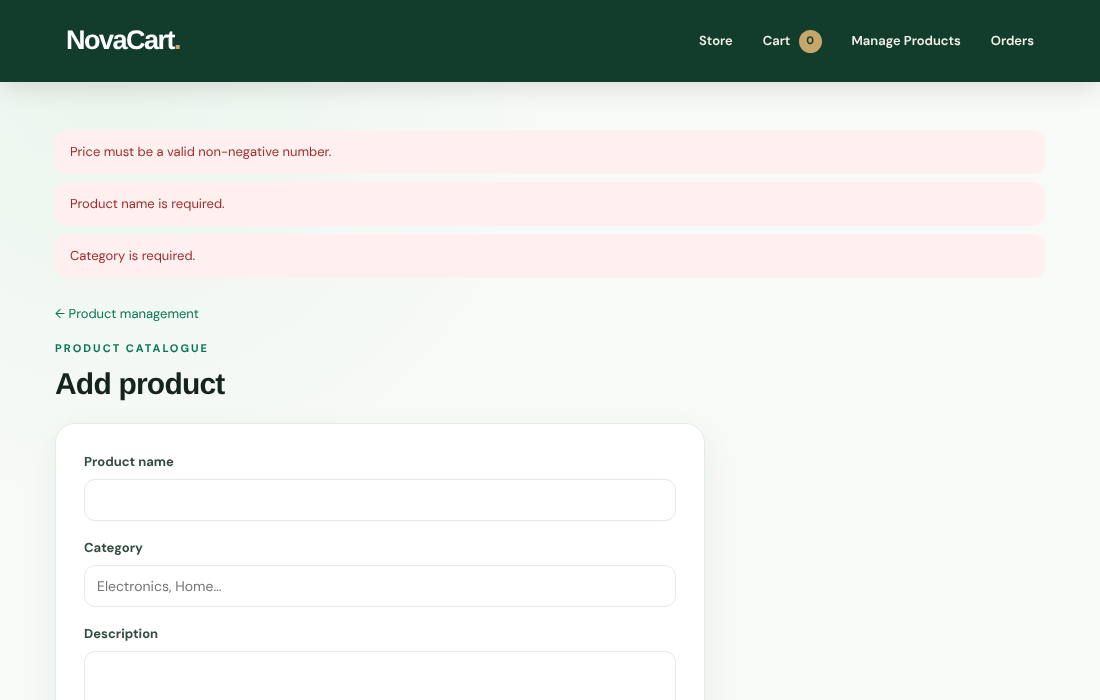 NovaCart.
Store Cart 0 Manage Products Orders
Price must be a valid non-negative number.
Product name is required.
Category is required.
← Product management
PRODUCT CATALOGUE
Add product
Product name
Category
Electronics, Home...
Description